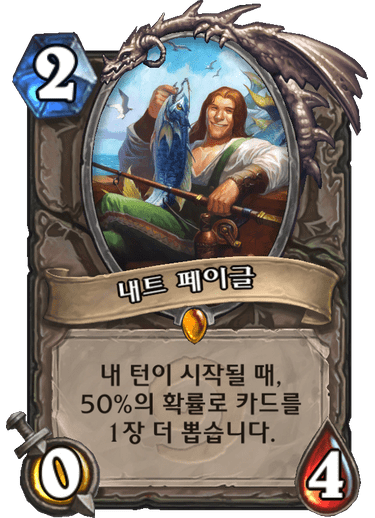 2
내트 페이글
내 턴이 시작될 때,
50%의 확률로 카드를
1장 더 뽑습니다.
0
4